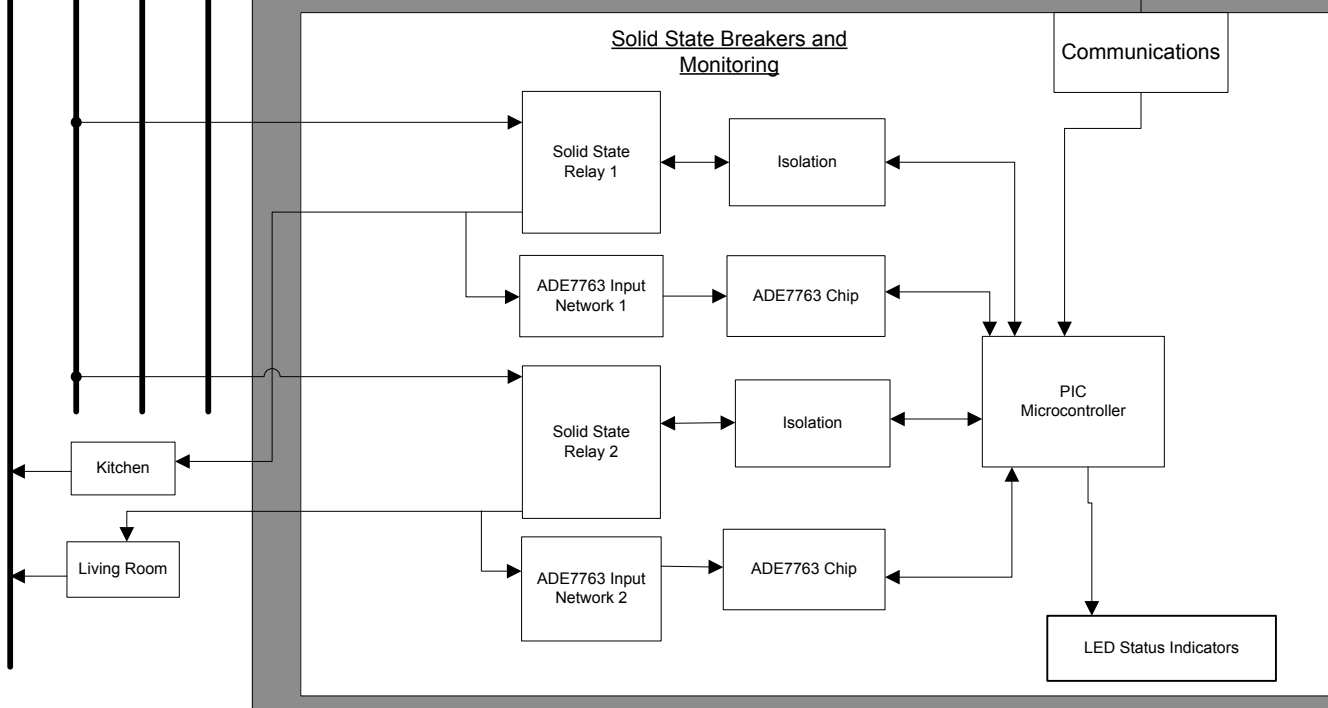 Solid State Breakers and
Monitoring
Communications
Solid State
Relay 1
Isolation
ADE7763 Input
Network 1
ADE7763 Chip
PIC
Microcontroller
Solid State
Relay 2
Isolation
Kitchen
Living Room
ADE7763 Input
Network 2
ADE7763 Chip
LED Status Indicators